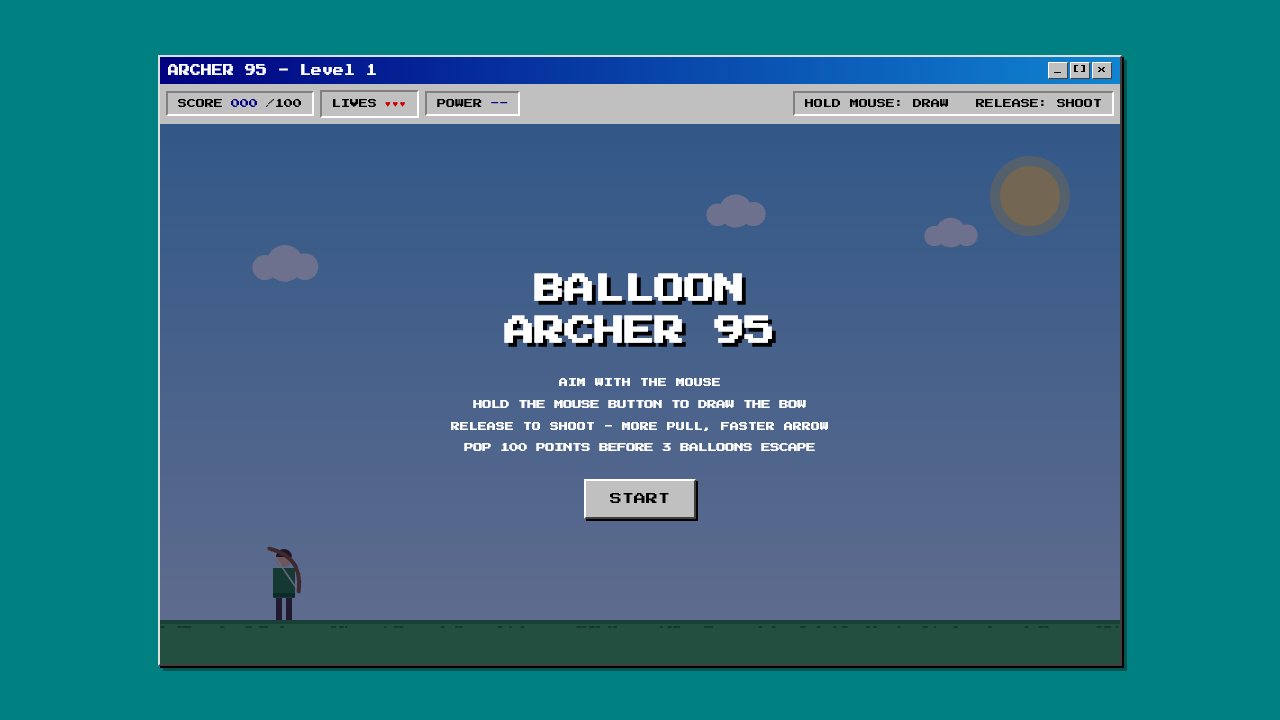 ARCHER 95 - Level 1
SCORE 000 /100
LIVES ♥♥♥
POWER --
HOLD MOUSE: DRAW RELEASE: SHOOT
BALLOON
ARCHER 95
AIM WITH THE MOUSE
HOLD THE MOUSE BUTTON TO DRAW THE BOW
RELEASE TO SHOOT - MORE PULL, FASTER ARROW
POP 100 POINTS BEFORE 3 BALLOONS ESCAPE
START